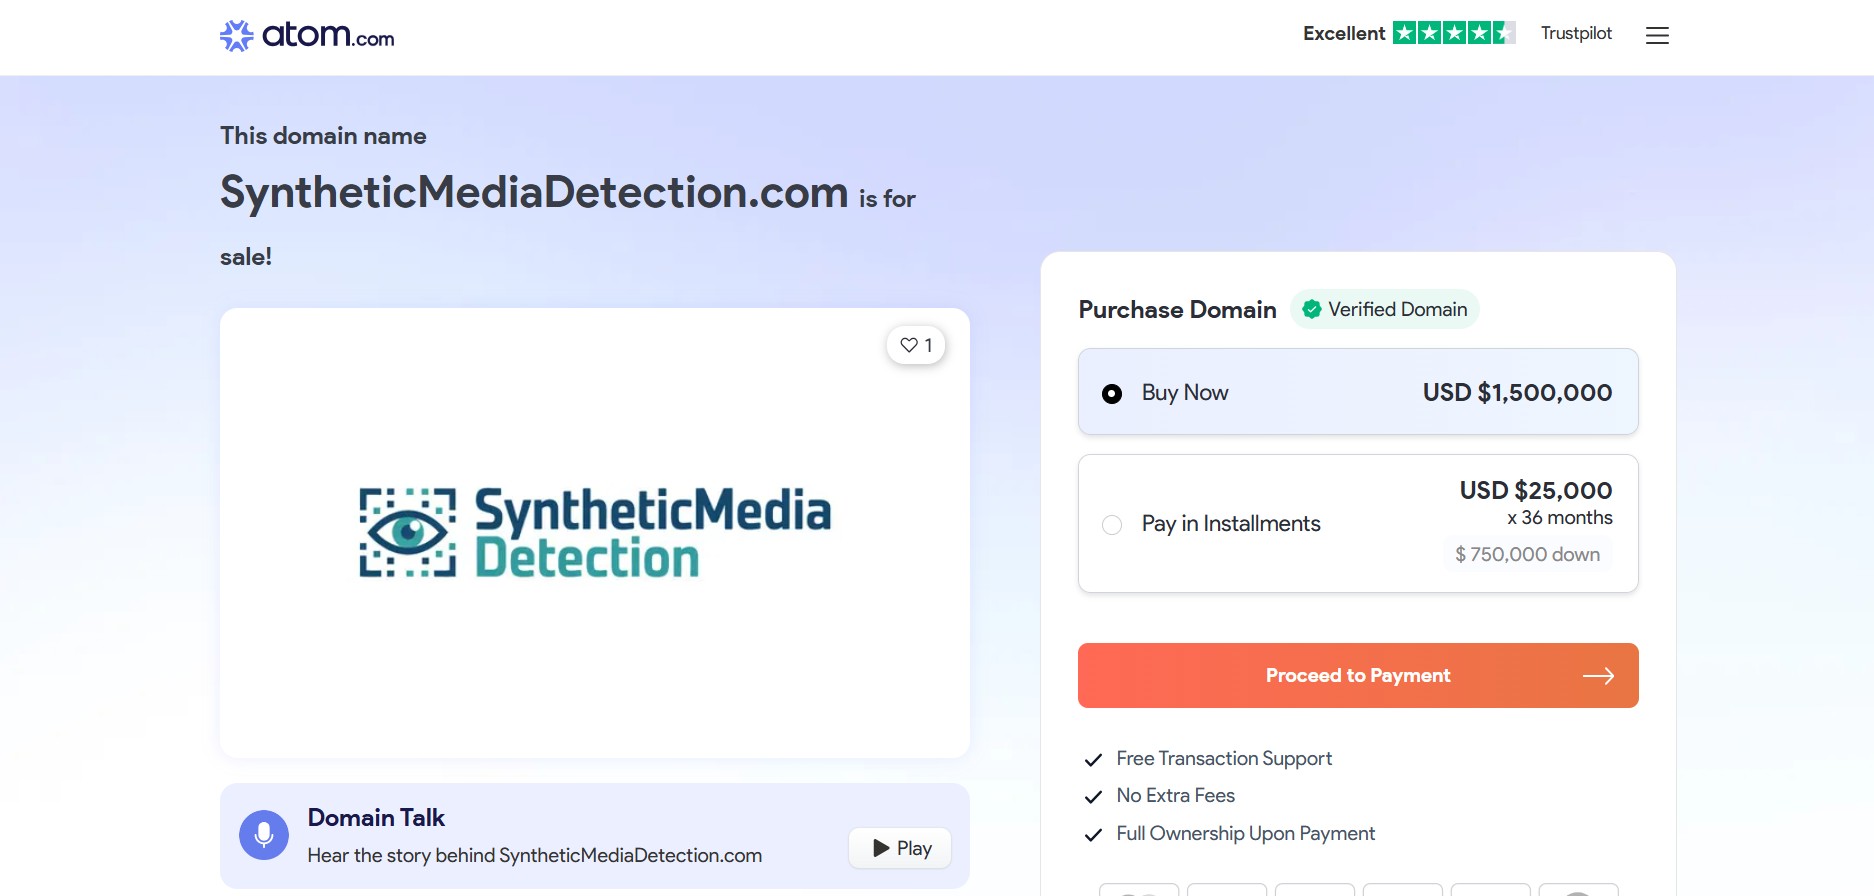 atom.com
Excellent
Trustpilot
This domain name
SyntheticMediaDetection.com is for
sale!
1
SyntheticMedia
Detection
Domain Talk
Hear the story behind SyntheticMediaDetection.com
Play
Purchase Domain
Verified Domain
Buy Now
USD $1,500,000
Pay in Installments
USD $25,000
x 36 months
$ 750,000 down
Proceed to Payment
Free Transaction Support
No Extra Fees
Full Ownership Upon Payment